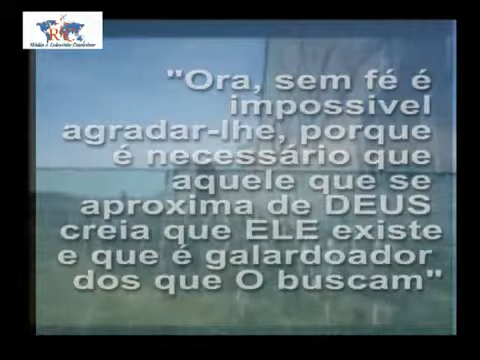 "Ora, sem fé é
impossivel
agradar-lhe, porque
é necessário que
aquele que se
aproxima de DEUS
creia que ELE existe
e que é galardoador
dos que O buscam"